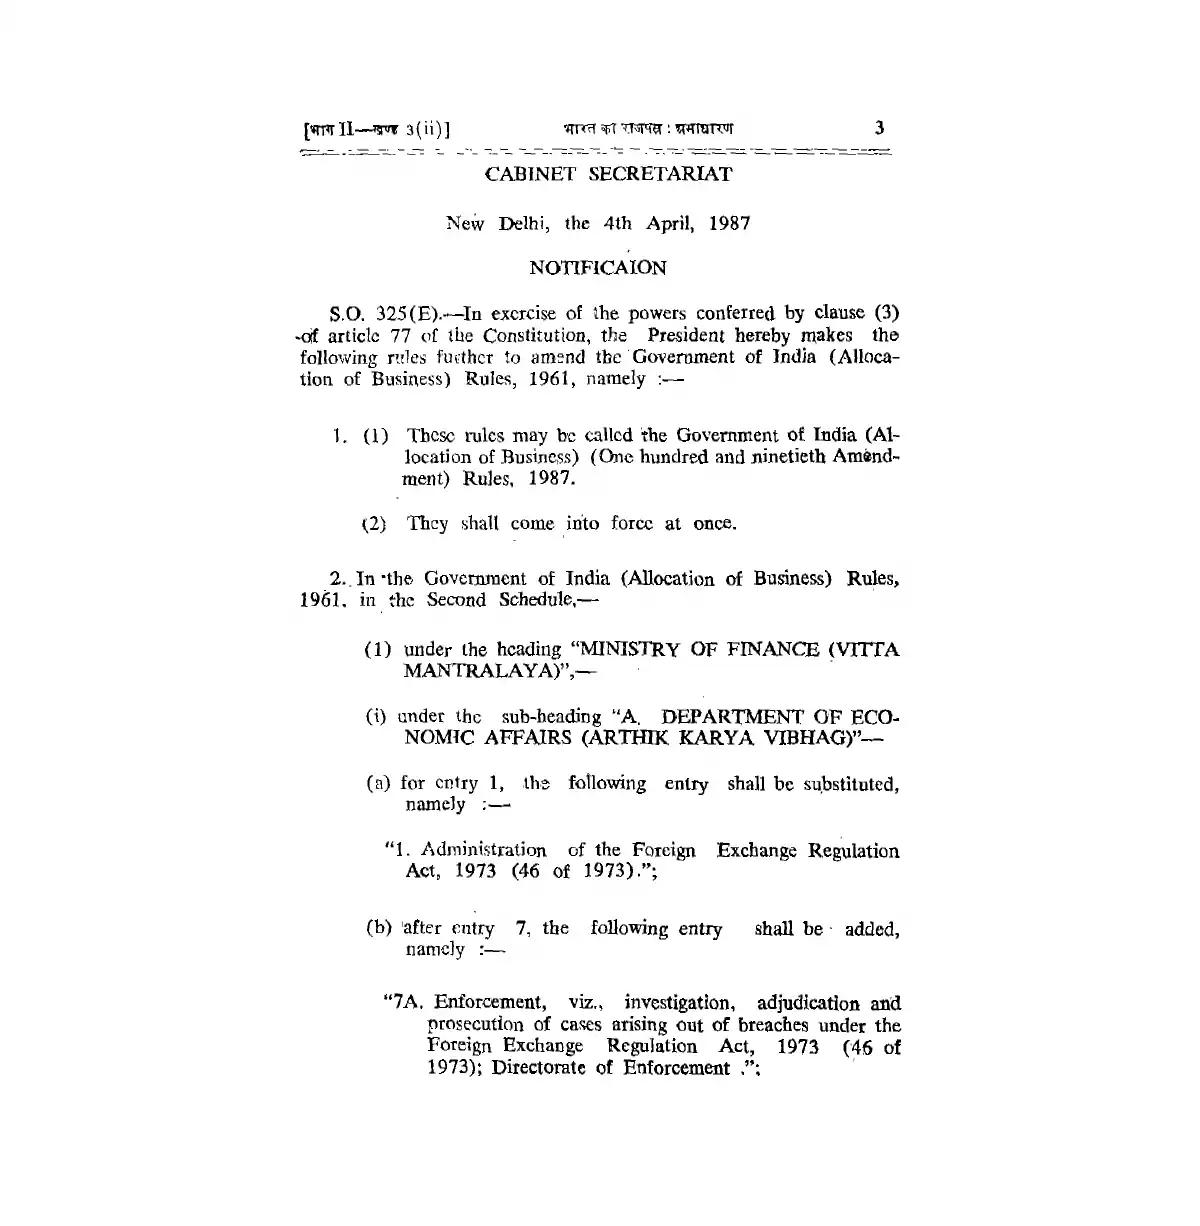 [भाग II—खण्ड 3(ii)] भारत का राजपत्र : असाधारण 3
CABINET SECRETARIAT
New Delhi, the 4th April, 1987
NOTIFICAION
S.O. 325(E).—In exercise of the powers conferred by clause (3)
of article 77 of the Constitution, the President hereby makes the
following rules further to amend the Government of India (Alloca-
tion of Business) Rules, 1961, namely :—
1. (1) These rules may be called the Government of India (Al-
location of Business) (One hundred and ninetieth Amend-
ment) Rules, 1987.
(2) They shall come into force at once.
2. In the Government of India (Allocation of Business) Rules,
1961, in the Second Schedule,—
(1) under the heading “MINISTRY OF FINANCE (VITTA
MANTRALAYA)”,—
(i) under the sub-heading “A. DEPARTMENT OF ECO-
NOMIC AFFAIRS (ARTHIK KARYA VIBHAG)”—
(a) for entry 1, the following entry shall be substituted,
namely :—
“1. Administration of the Foreign Exchange Regulation
Act, 1973 (46 of 1973).”;
(b) after entry 7, the following entry shall be added,
namely :—
“7A. Enforcement, viz., investigation, adjudication and
prosecution of cases arising out of breaches under the
Foreign Exchange Regulation Act, 1973 (46 of
1973); Directorate of Enforcement .”;